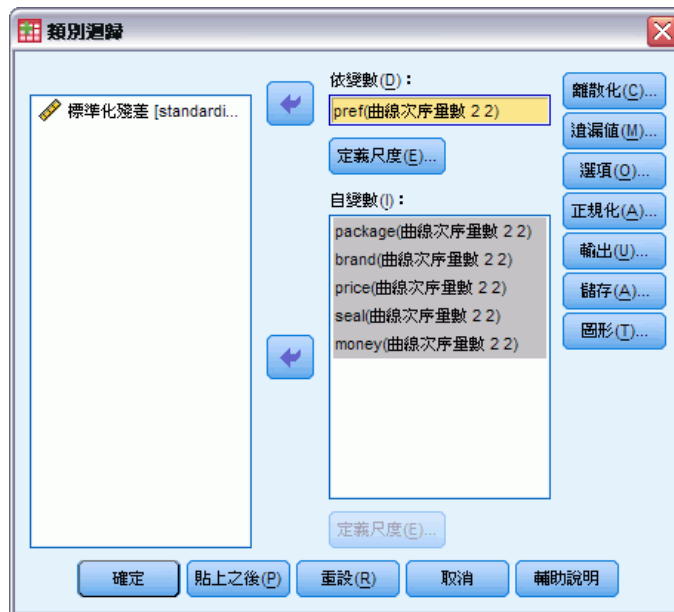 類別迴歸
標準化殘差 [standardi...
依變數(D)：
pref(曲線次序量數 2 2)
定義尺度(E)...
自變數(I)：
package(曲線次序量數 2 2)
brand(曲線次序量數 2 2)
price(曲線次序量數 2 2)
seal(曲線次序量數 2 2)
money(曲線次序量數 2 2)
定義尺度(E)...
離散化(C)...
遺漏值(M)...
選項(O)...
正規化(A)...
輸出(U)...
儲存(A)...
圖形(T)...
確定
貼上之後(P)
重設(R)
取消
輔助說明